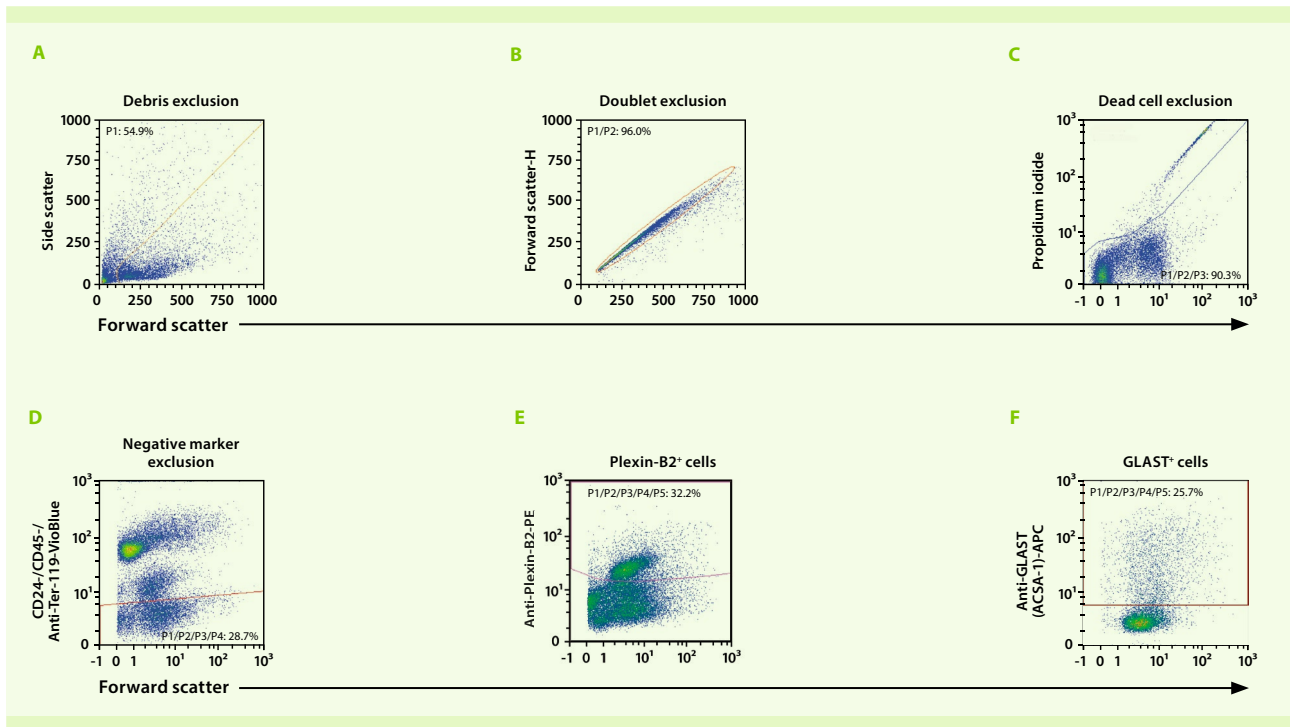 A
Debris exclusion
P1: 54.9%
Side scatter
1000
750
500
250
0
0 250 500 750 1000
B
Doublet exclusion
P1/P2: 96.0%
Forward scatter-H
1000
750
500
250
0
0 250 500 750 1000
C
Dead cell exclusion
P1/P2/P3: 90.3%
Propidium iodide
10³
10²
10¹
0
-1 0 1 10¹ 10² 10³
Forward scatter
D
Negative marker
exclusion
P1/P2/P3/P4: 28.7%
CD24-/CD45-/
Anti-Ter-119-VioBlue
10³
10²
10¹
0
-1 0 1 10¹ 10² 10³
E
Plexin-B2⁺ cells
P1/P2/P3/P4/P5: 32.2%
Anti-Plexin-B2-PE
10³
10²
10¹
0
-1 0 1 10¹ 10² 10³
F
GLAST⁺ cells
P1/P2/P3/P4/P5: 25.7%
Anti-GLAST
(ACSA-1)-APC
10³
10²
10¹
0
-1 0 1 10¹ 10² 10³
Forward scatter